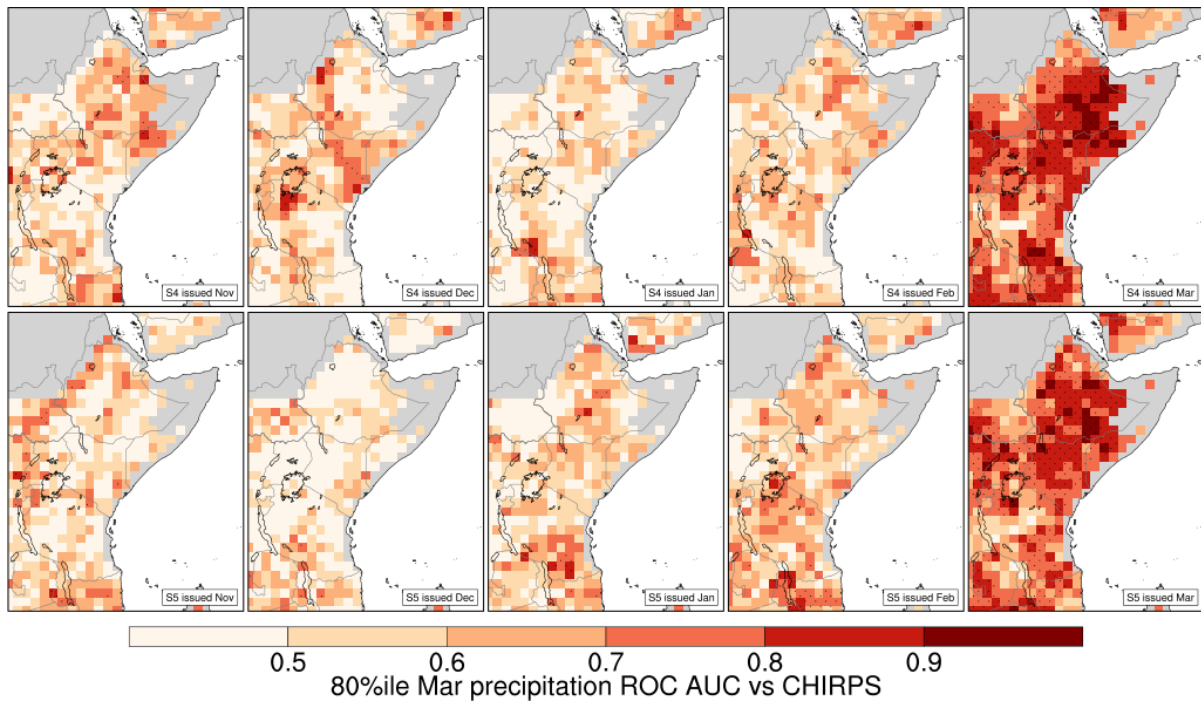 S4 issued Nov
S4 issued Dec
S4 issued Jan
S4 issued Feb
S4 issued Mar
S5 issued Nov
S5 issued Dec
S5 issued Jan
S5 issued Feb
S5 issued Mar
0.5 0.6 0.7 0.8 0.9
80%ile Mar precipitation ROC AUC vs CHIRPS